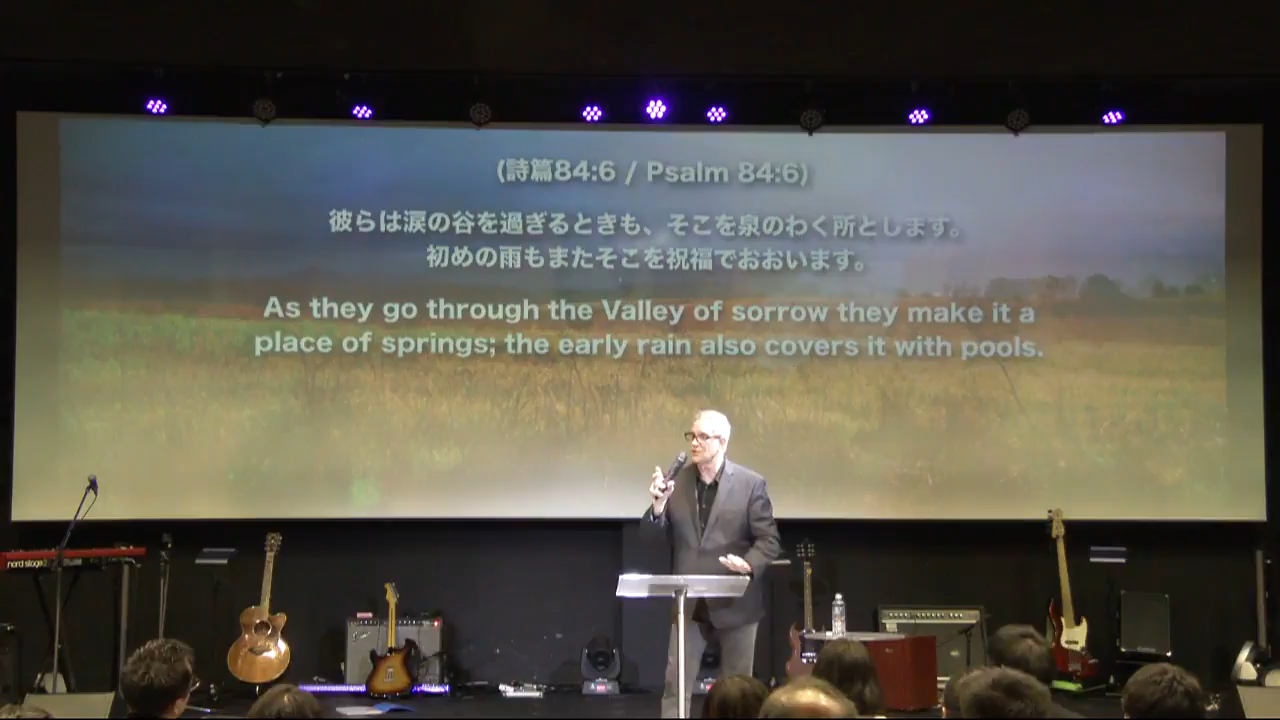 (詩篇84:6 / Psalm 84:6)
彼らは涙の谷を過ぎるときも、そこを泉のわく所とします。
初めの雨もまたそこを祝福でおおいます。
As they go through the Valley of sorrow they make it a
place of springs; the early rain also covers it with pools.
nord stage